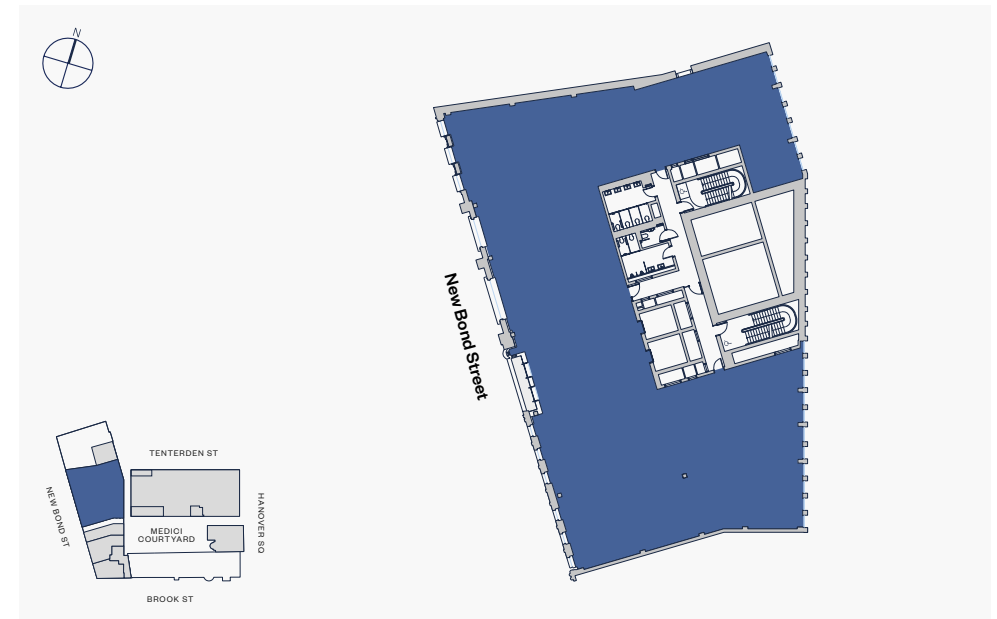 N
New Bond Street
TENTERDEN ST
NEW BOND ST
HANOVER SQ
MEDICI
COURTYARD
BROOK ST